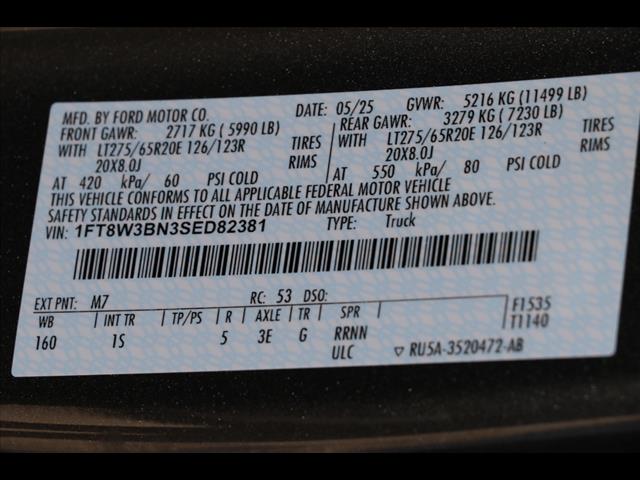 MFD. BY FORD MOTOR CO. DATE: 05/25 GVWR: 5216 KG (11499 LB)
FRONT GAWR: 2717 KG (5990 LB) REAR GAWR: 3279 KG (7230 LB)
WITH LT275/65R20E 126/123R TIRES LT275/65R20E 126/123R TIRES
20X8.0J RIMS 20X8.0J RIMS
AT 420 kPa/ 60 PSI COLD AT 550 kPa/ 80 PSI COLD
THIS VEHICLE CONFORMS TO ALL APPLICABLE FEDERAL MOTOR VEHICLE
SAFETY STANDARDS IN EFFECT ON THE DATE OF MANUFACTURE SHOWN ABOVE.
VIN: 1FT8W3BN3SED82381 TYPE: Truck
EXT PNT: M7 RC: 53 DSO: F1535
WB INT TR TP/PS R AXLE TR SPR T1140
160 1S 5 3E G RRNN
ULC ▽ RU5A-3520472-AB